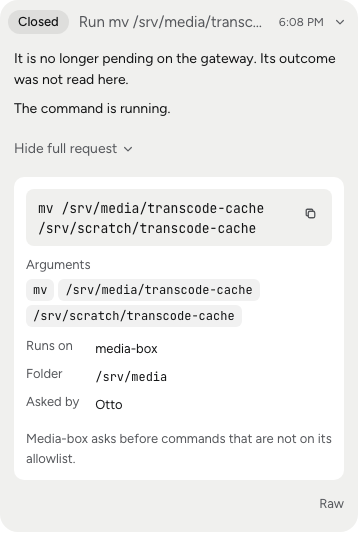 Closed Run mv /srv/media/transc... 6:08 PM
It is no longer pending on the gateway. Its outcome
was not read here.
The command is running.
Hide full request
mv /srv/media/transcode-cache
/srv/scratch/transcode-cache
Arguments
mv /srv/media/transcode-cache
/srv/scratch/transcode-cache
Runs on media-box
Folder /srv/media
Asked by Otto
Media-box asks before commands that are not on its
allowlist.
Raw